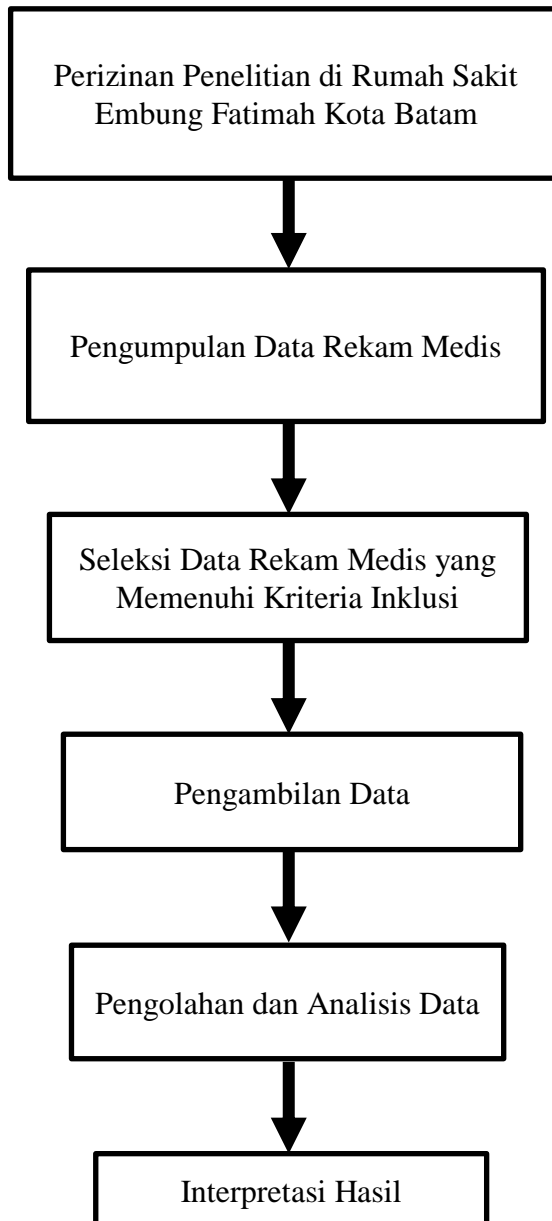 Perizinan Penelitian di Rumah Sakit
Embung Fatimah Kota Batam
Pengumpulan Data Rekam Medis
Seleksi Data Rekam Medis yang
Memenuhi Kriteria Inklusi
Pengambilan Data
Pengolahan dan Analisis Data
Interpretasi Hasil